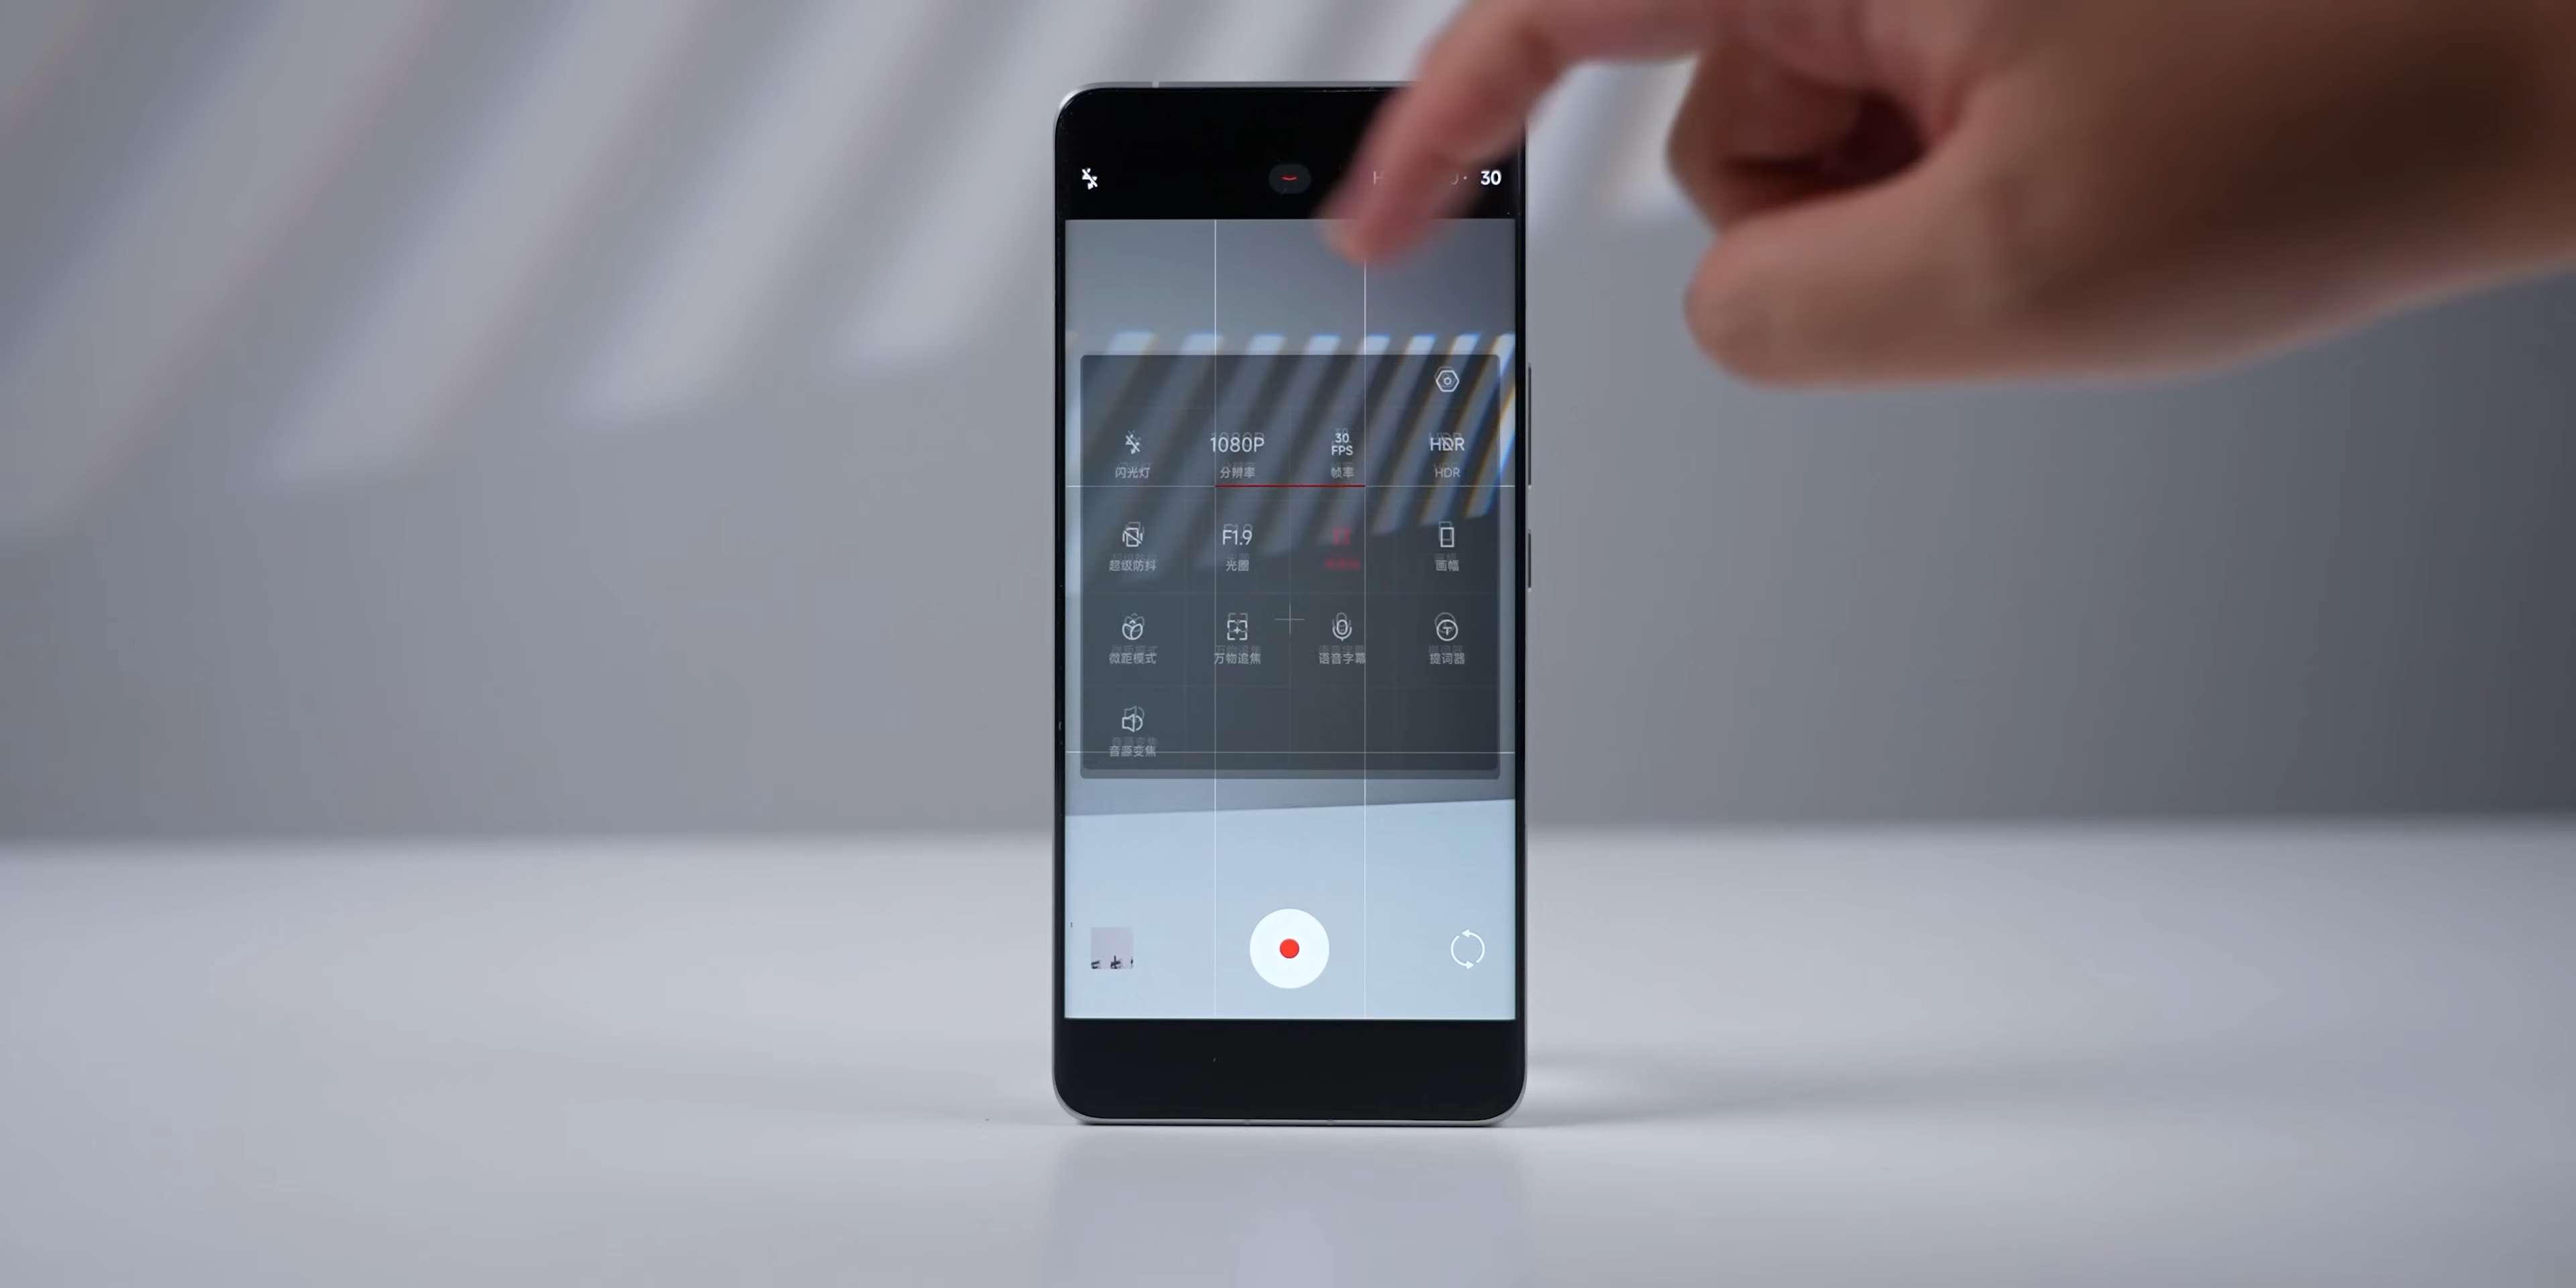 30
1080P
30
FPS
HDR
闪光灯
分辨率
帧率
HDR
F1.9
超级防抖
光圈
画幅
微距模式
万物追焦
语音字幕
提词器
音源变焦